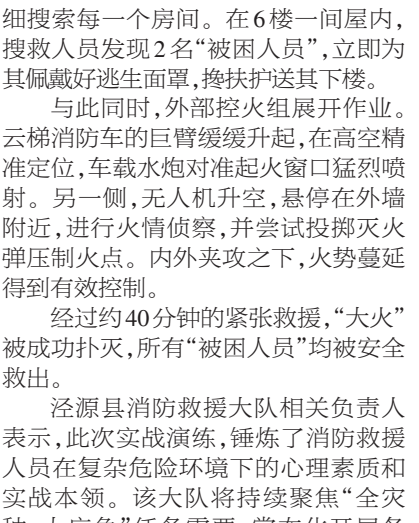 细搜索每一个房间。在6楼一间屋内，
搜救人员发现2名“被困人员”，立即为
其佩戴好逃生面罩，搀扶护送其下楼。
与此同时，外部控火组展开作业。
云梯消防车的巨臂缓缓升起，在高空精
准定位，车载水炮对准起火窗口猛烈喷
射。另一侧，无人机升空，悬停在外墙
附近，进行火情侦察，并尝试投掷灭火
弹压制火点。内外夹攻之下，火势蔓延
得到有效控制。
经过约40分钟的紧张救援，“大火”
被成功扑灭，所有“被困人员”均被安全
救出。
泾源县消防救援大队相关负责人
表示，此次实战演练，锤炼了消防救援
人员在复杂危险环境下的心理素质和
实战本领。该大队将持续聚焦“全灾